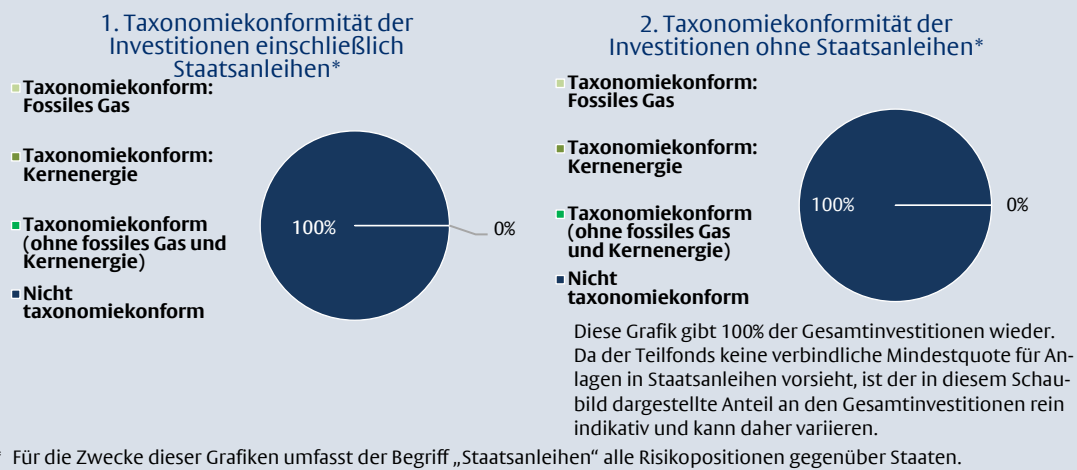 1. Taxonomiekonformität der
Investitionen einschließlich
Staatsanleihen*
Taxonomiekonform:
Fossiles Gas
Taxonomiekonform:
Kernenergie
Taxonomiekonform
(ohne fossiles Gas und
Kernenergie)
Nicht
taxonomiekonform
100%
0%
2. Taxonomiekonformität der
Investitionen ohne Staatsanleihen*
Taxonomiekonform:
Fossiles Gas
Taxonomiekonform:
Kernenergie
Taxonomiekonform
(ohne fossiles Gas
und Kernenergie)
Nicht
taxonomiekonform
100%
0%
Diese Grafik gibt 100% der Gesamtinvestitionen wieder.
Da der Teilfonds keine verbindliche Mindestquote für An-
lagen in Staatsanleihen vorsieht, ist der in diesem Schau-
bild dargestellte Anteil an den Gesamtinvestitionen rein
indikativ und kann daher variieren.
* Für die Zwecke dieser Grafiken umfasst der Begriff „Staatsanleihen“ alle Risikopositionen gegenüber Staaten.